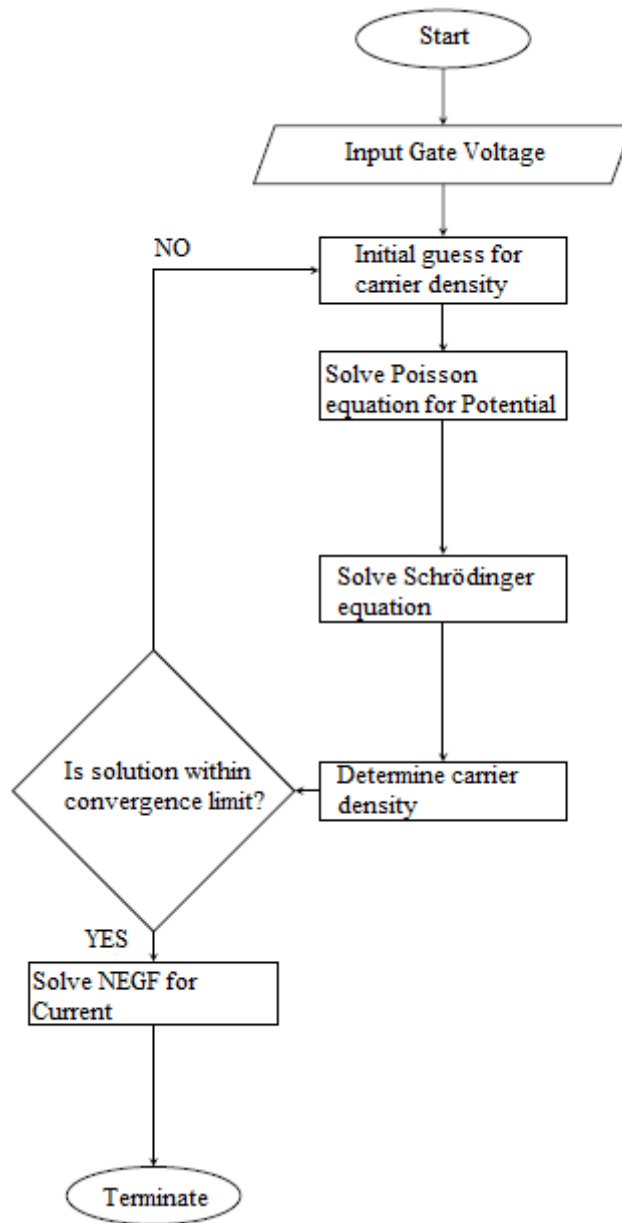 Start
Input Gate Voltage
NO
Initial guess for
carrier density
Solve Poisson
equation for Potential
Solve Schrödinger
equation
Determine carrier
density
Is solution within
convergence limit?
YES
Solve NEGF for
Current
Terminate